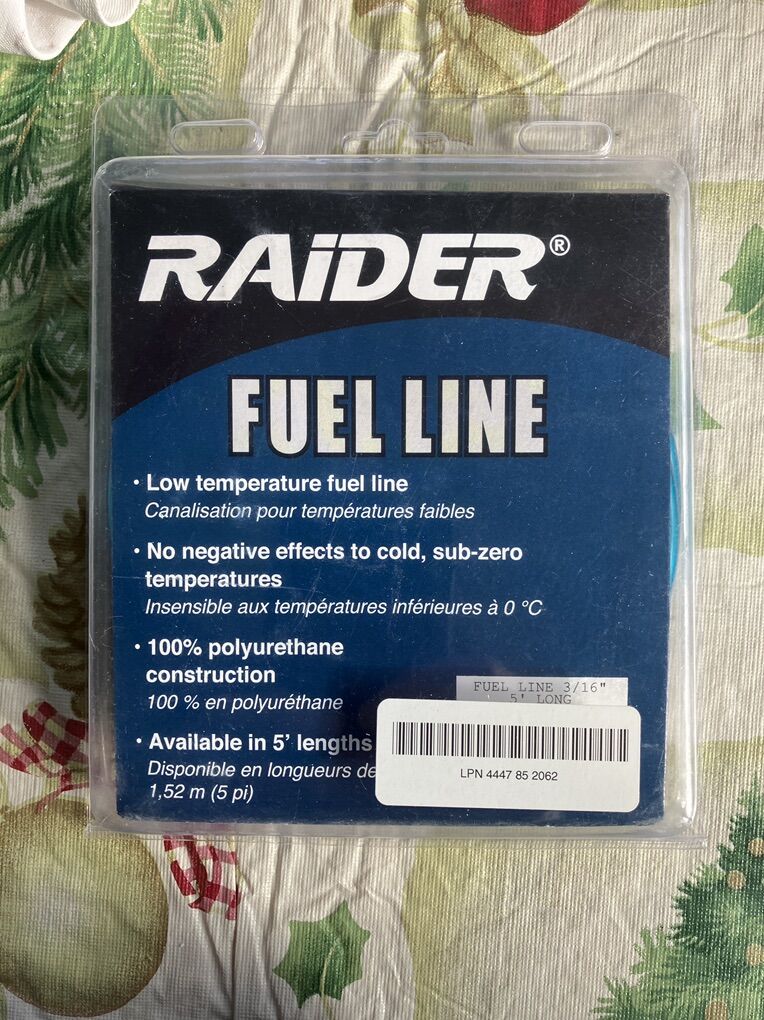 RAiDER®
FUEL LINE
• Low temperature fuel line
Canalisation pour températures faibles
• No negative effects to cold, sub-zero
temperatures
Insensible aux températures inférieures à 0 °C
• 100% polyurethane
construction
100 % en polyuréthane
• Available in 5' lengths
Disponible en longueurs de
1,52 m (5 pi)
FUEL LINE 3/16"
5' LONG
LPN 4447 85 2062